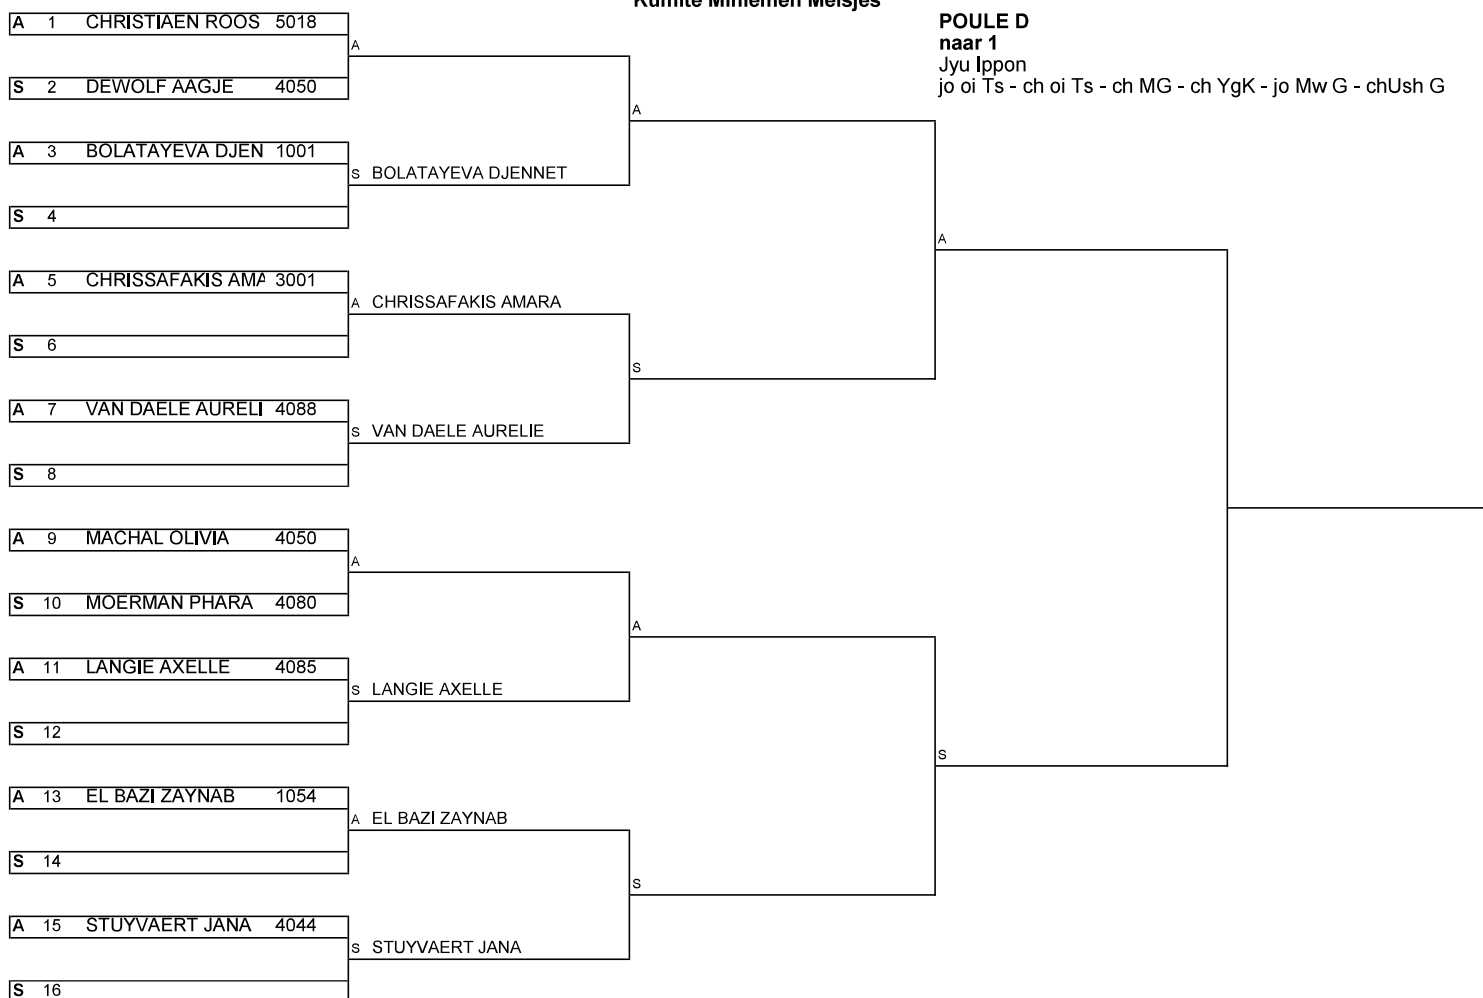 Kumite Miniemen Meisjes
POULE D
naar 1
Jyu Ippon
jo oi Ts - ch oi Ts - ch MG - ch YgK - jo Mw G - chUsh G
A 1 CHRISTIAEN ROOS 5018
A
S 2 DEWOLF AAGJE 4050
A
A 3 BOLATAYEVA DJEN 1001
S BOLATAYEVA DJENNET
S 4
A
A 5 CHRISSAFAKIS AMA 3001
A CHRISSAFAKIS AMARA
S 6
S
A 7 VAN DAELE AURELI 4088
S VAN DAELE AURELIE
S 8
A 9 MACHAL OLIVIA 4050
A
S 10 MOERMAN PHARA 4080
A
A 11 LANGIE AXELLE 4085
S LANGIE AXELLE
S 12
S
A 13 EL BAZI ZAYNAB 1054
A EL BAZI ZAYNAB
S 14
S
A 15 STUYVAERT JANA 4044
S STUYVAERT JANA
S 16